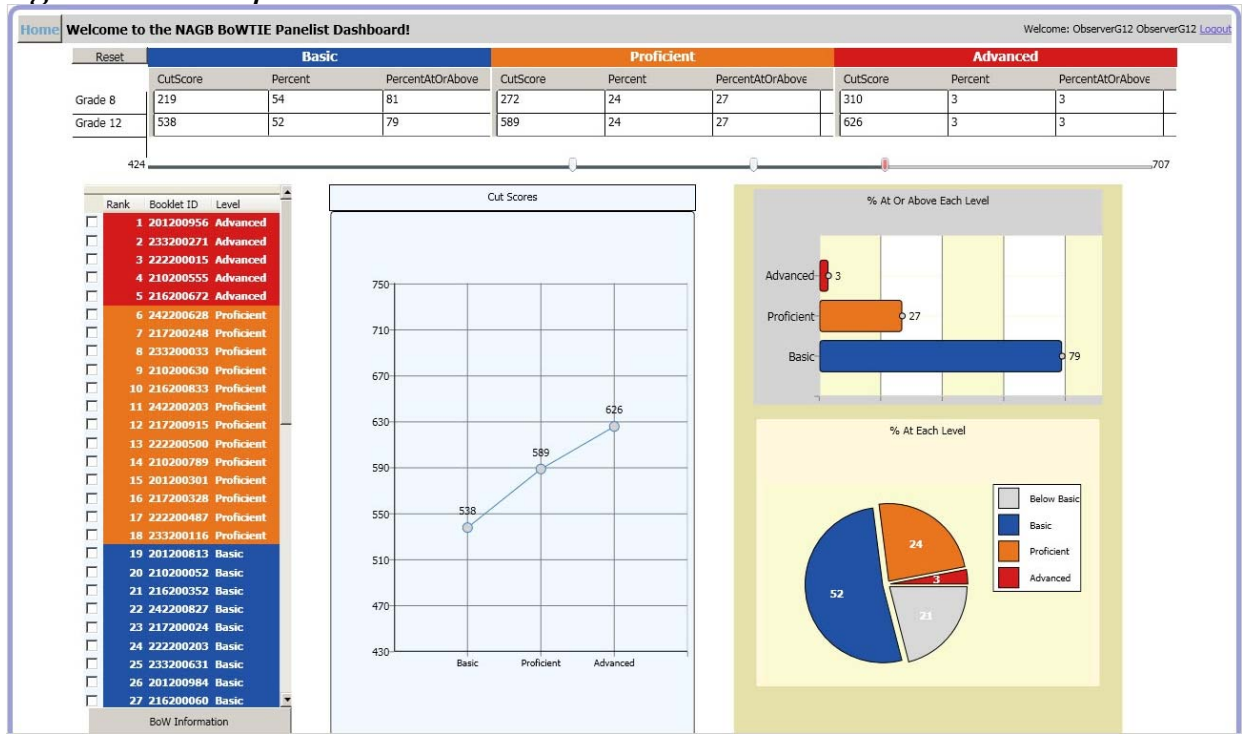 Home Welcome to the NAGB BoWTIE Panelist Dashboard! Welcome: ObserverG12 ObserverG12 Logout
Reset Basic Proficient Advanced
CutScore Percent PercentAtOrAbove CutScore Percent PercentAtOrAbove CutScore Percent PercentAtOrAbove
Grade 8 219 54 81 272 24 27 310 3 3
Grade 12 538 52 79 589 24 27 626 3 3
424 707
Rank Booklet ID Level
1 201200956 Advanced
2 233200271 Advanced
3 222200015 Advanced
4 210200555 Advanced
5 216200672 Advanced
6 242200628 Proficient
7 217200248 Proficient
8 233200033 Proficient
9 210200630 Proficient
10 216200833 Proficient
11 242200203 Proficient
12 217200915 Proficient
13 222200500 Proficient
14 210200789 Proficient
15 201200301 Proficient
16 217200328 Proficient
17 222200487 Proficient
18 233200116 Proficient
19 201200813 Basic
20 210200052 Basic
21 216200352 Basic
22 242200827 Basic
23 217200024 Basic
24 222200203 Basic
25 233200631 Basic
26 201200984 Basic
27 216200060 Basic
BoW Information
Cut Scores
750
710
670
630
590
550
510
470
430
538
589
626
Basic Proficient Advanced
% At Or Above Each Level
Advanced 3
Proficient 27
Basic 79
% At Each Level
24
3
52
21
Below Basic
Basic
Proficient
Advanced